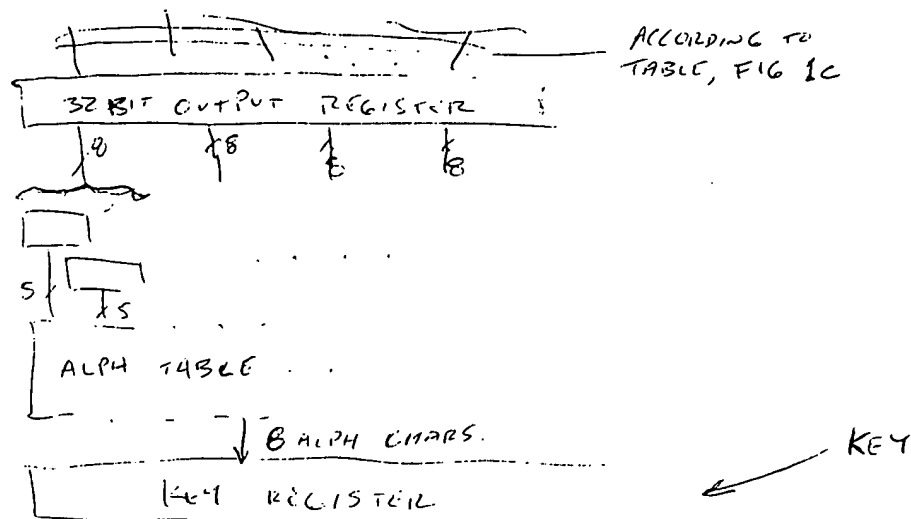 ACCORDING TO
TABLE, FIG 1C
32 BIT OUTPUT REGISTER
8 8 8 8
5
5
ALPH TABLE
8 ALPH CHARS.
KEY
KEY REGISTER